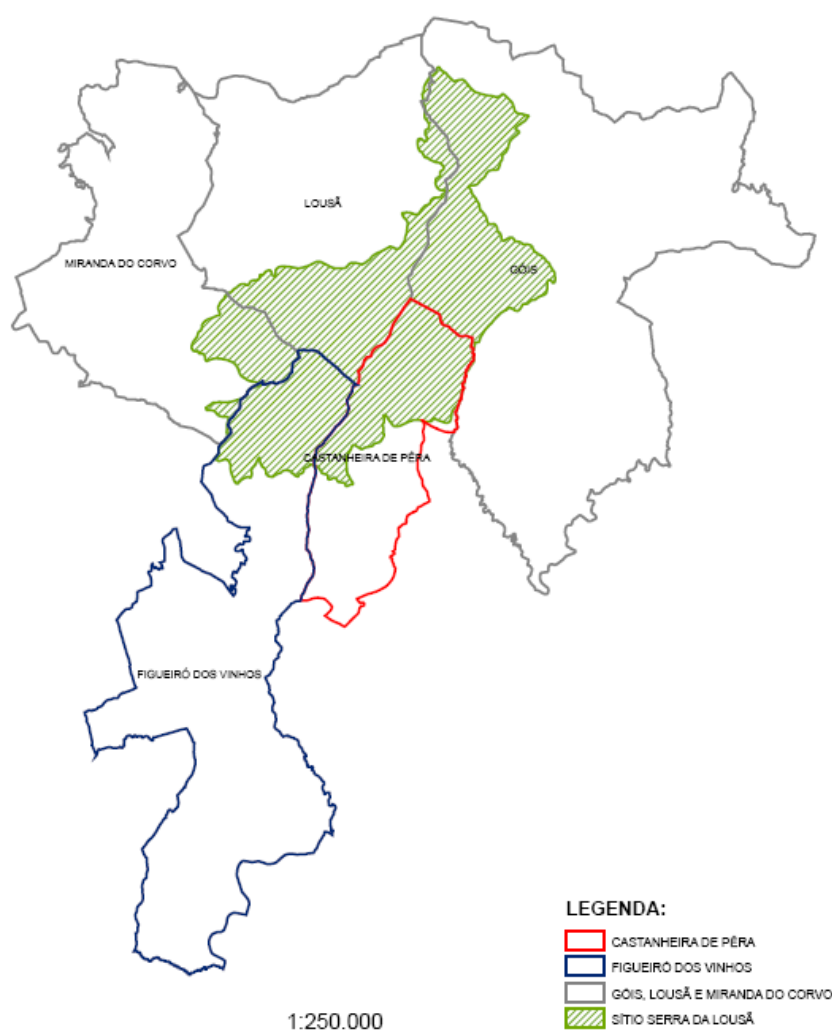 LOUSÃ
MIRANDA DO CORVO
GÓIS
CASTANHEIRA DE PÊRA
FIGUEIRÓ DOS VINHOS
LEGENDA:
CASTANHEIRA DE PÊRA
FIGUEIRÓ DOS VINHOS
GÓIS, LOUSÃ E MIRANDA DO CORVO
SÍTIO SERRA DA LOUSÃ
1:250.000